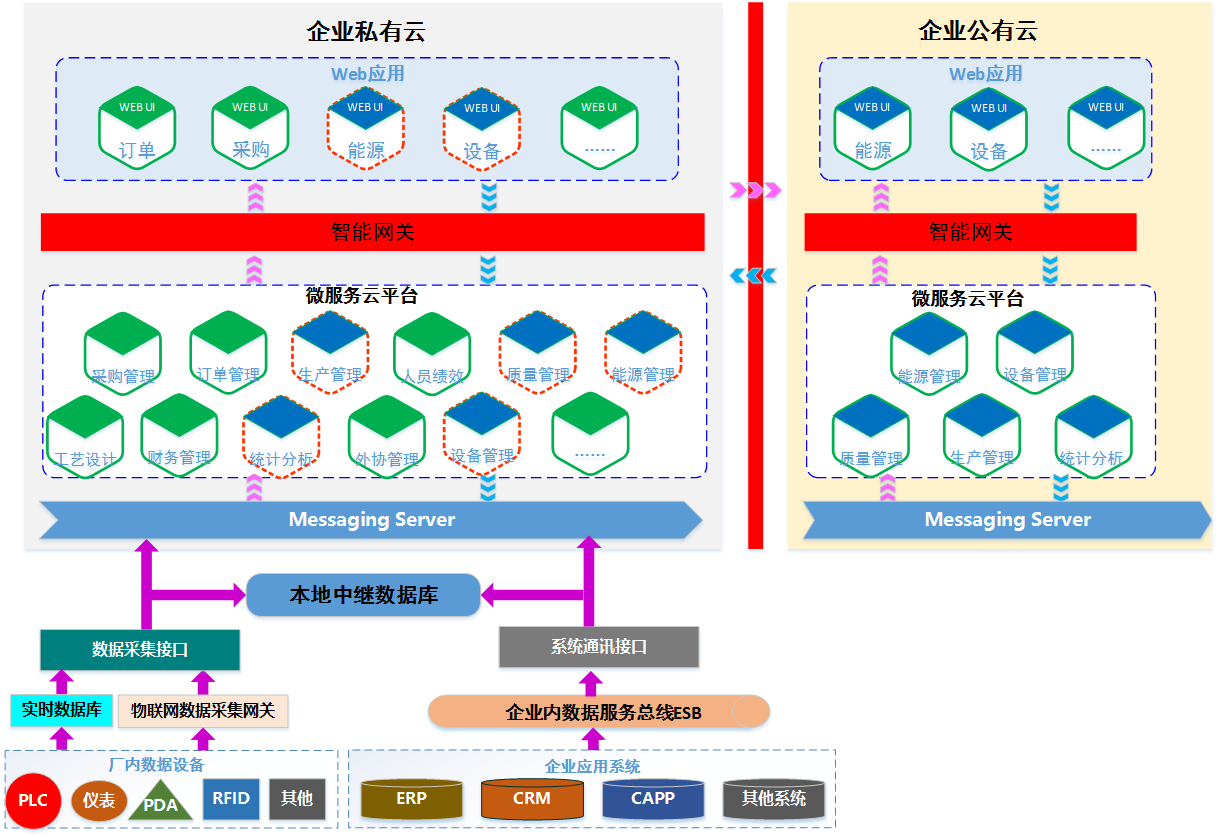 企业私有云
企业公有云
Web应用
Web应用
WEB UI
WEB UI
WEB UI
WEB UI
WEB UI
WEB UI
WEB UI
WEB UI
订单
采购
能源
设备
......
能源
设备
......
智能网关
智能网关
微服务云平台
微服务云平台
采购管理
订单管理
生产管理
人员绩效
质量管理
能源管理
能源管理
设备管理
工艺设计
财务管理
统计分析
外协管理
设备管理
......
质量管理
生产管理
统计分析
Messaging Server
Messaging Server
本地中继数据库
数据采集接口
系统通讯接口
实时数据库
物联网数据采集网关
企业内数据服务总线ESB
厂内数据设备
企业应用系统
PLC
仪表
PDA
RFID
其他
ERP
CRM
CAPP
其他系统